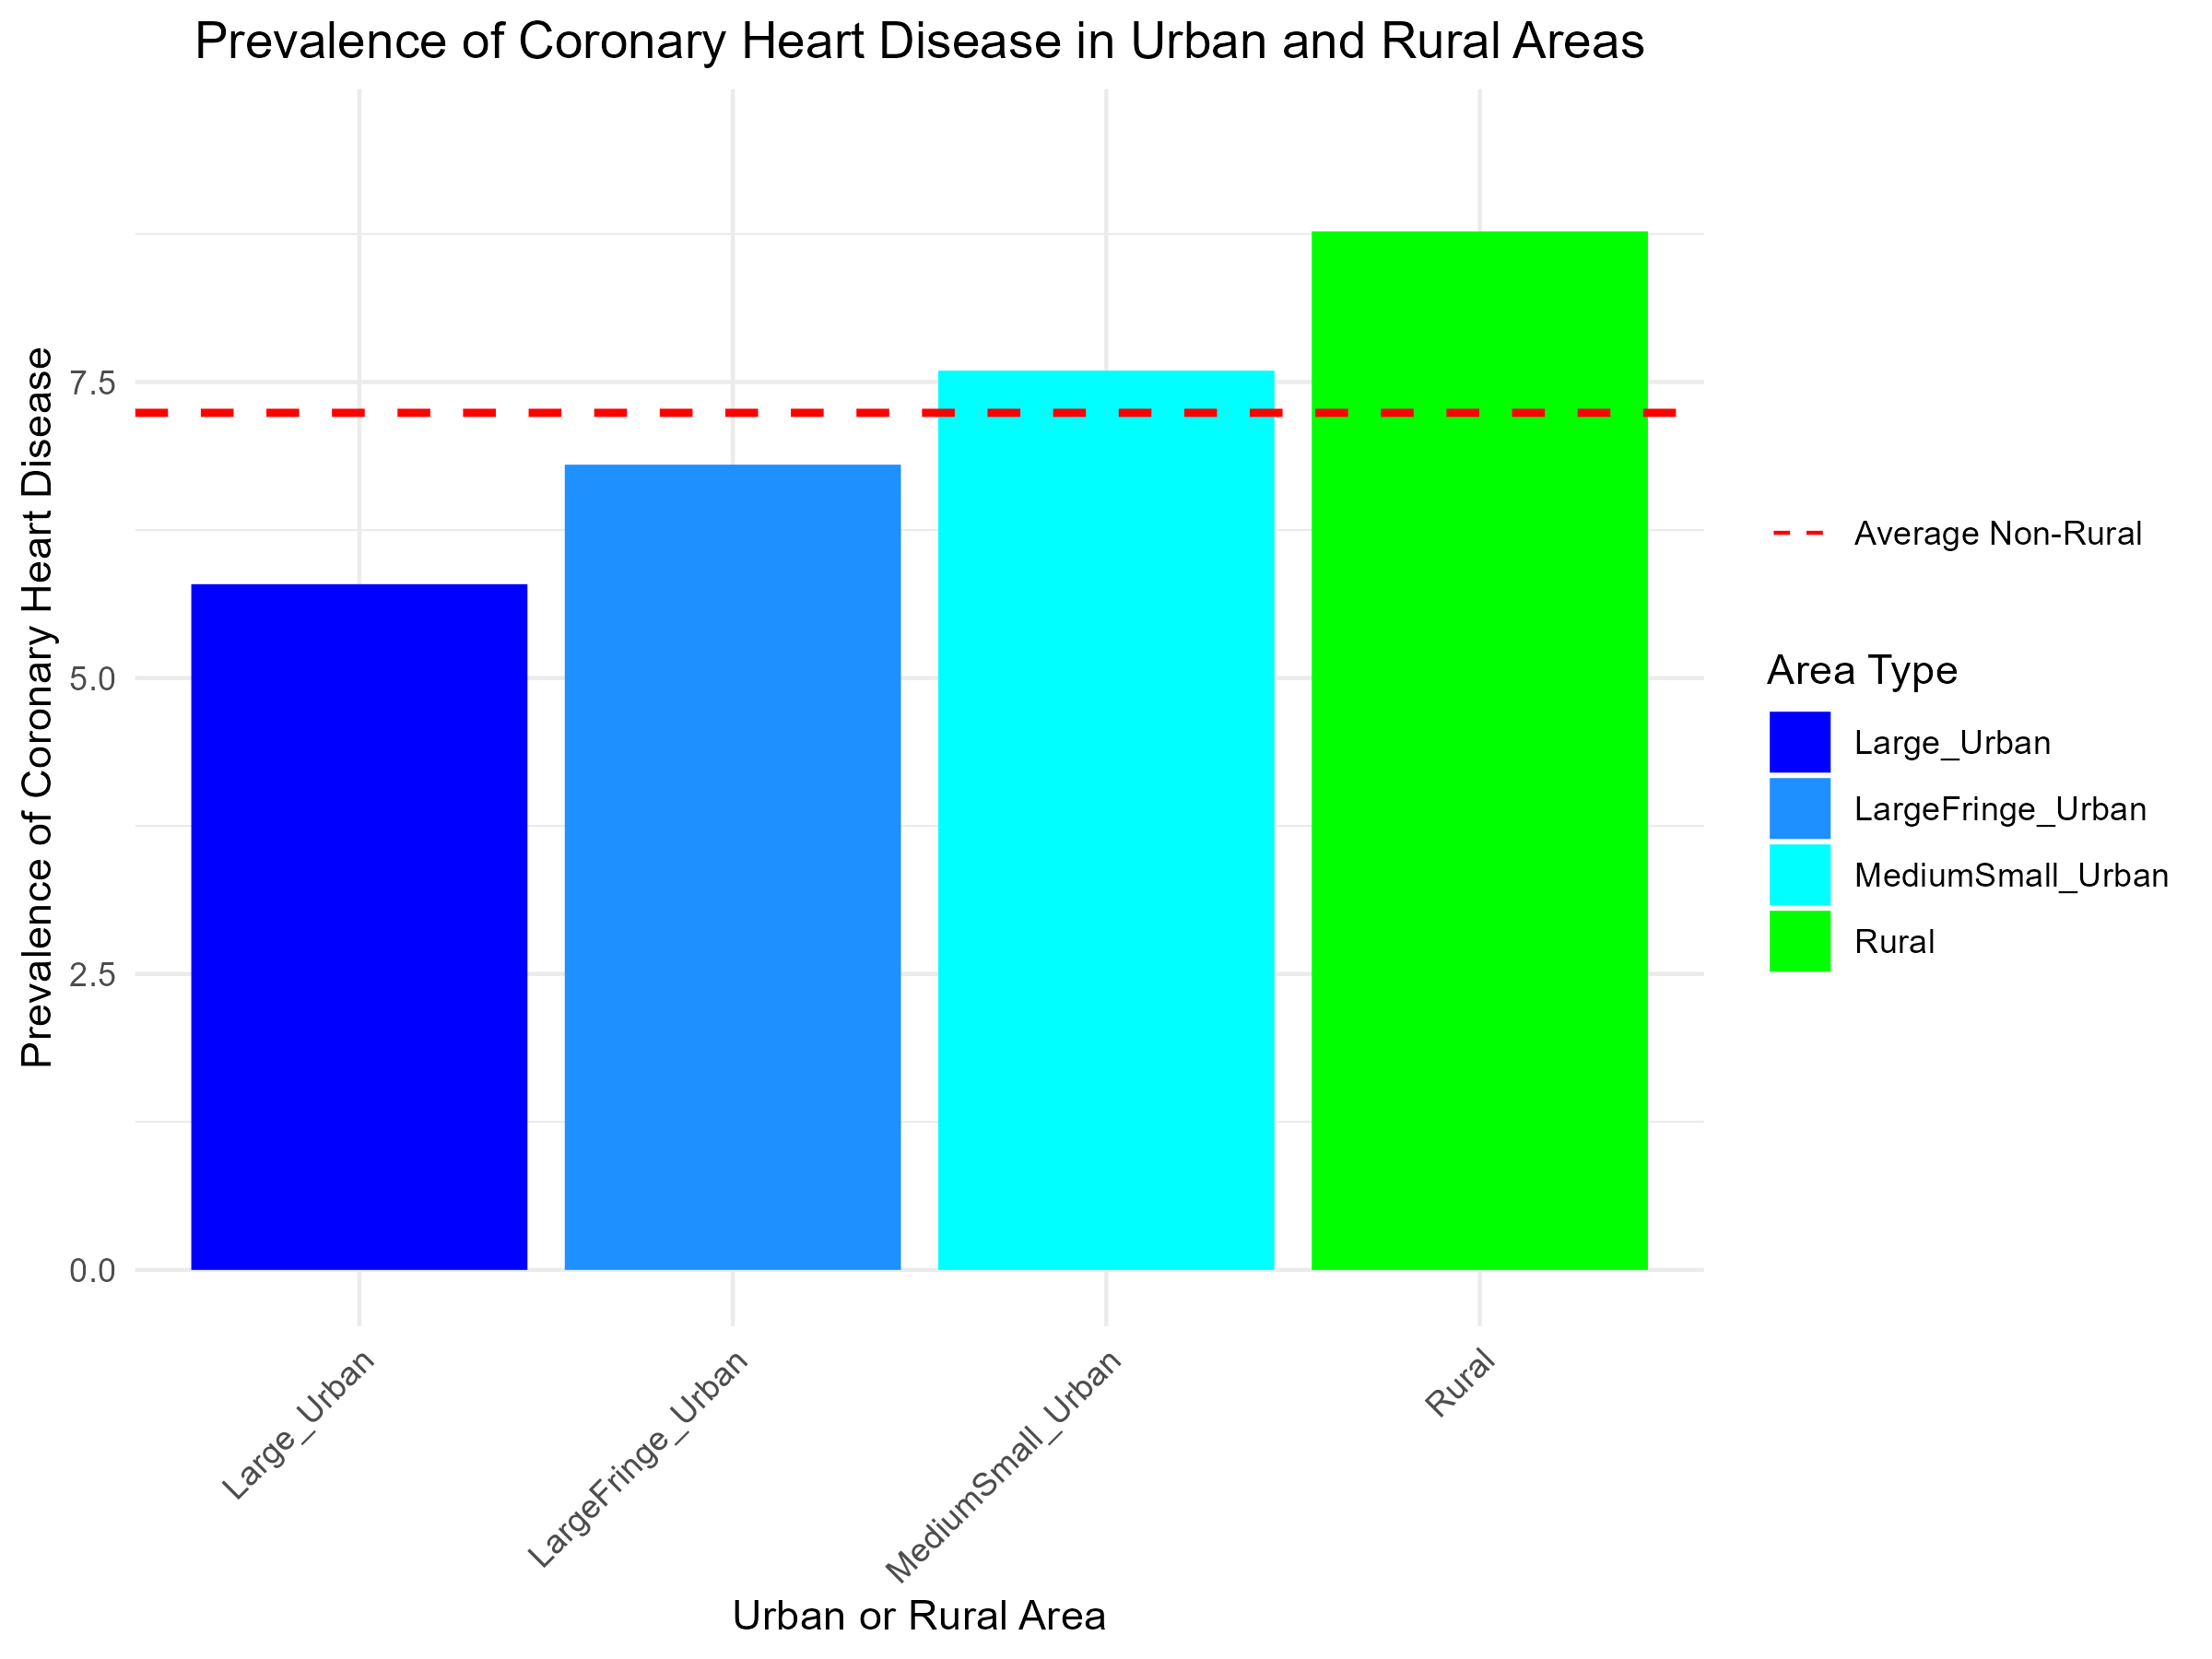 Prevalence of Coronary Heart Disease in Urban and Rural Areas
Prevalence of Coronary Heart Disease
7.5
5.0
2.5
0.0
Large_Urban
LargeFringe_Urban
MediumSmall_Urban
Rural
Urban or Rural Area
Average Non-Rural
Area Type
Large_Urban
LargeFringe_Urban
MediumSmall_Urban
Rural